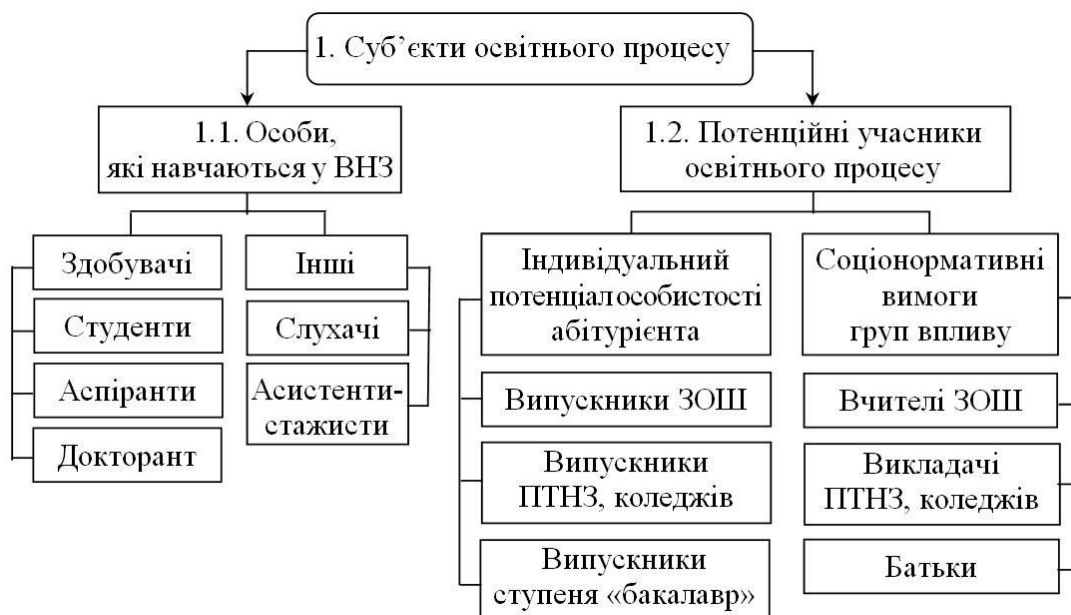 1. Суб’єкти освітнього процесу
1.1. Особи,
які навчаються у ВНЗ
Здобувачі
Студенти
Аспіранти
Докторант
Інші
Слухачі
Асистенти-
стажисти
1.2. Потенційні учасники
освітнього процесу
Індивідуальний
потенціал особистості
абітурієнта
Випускники ЗОШ
Випускники
ПТНЗ, коледжів
Випускники
ступеня «бакалавр»
Соціонормативні
вимоги
груп впливу
Вчителі ЗОШ
Викладачі
ПТНЗ, коледжів
Батьки